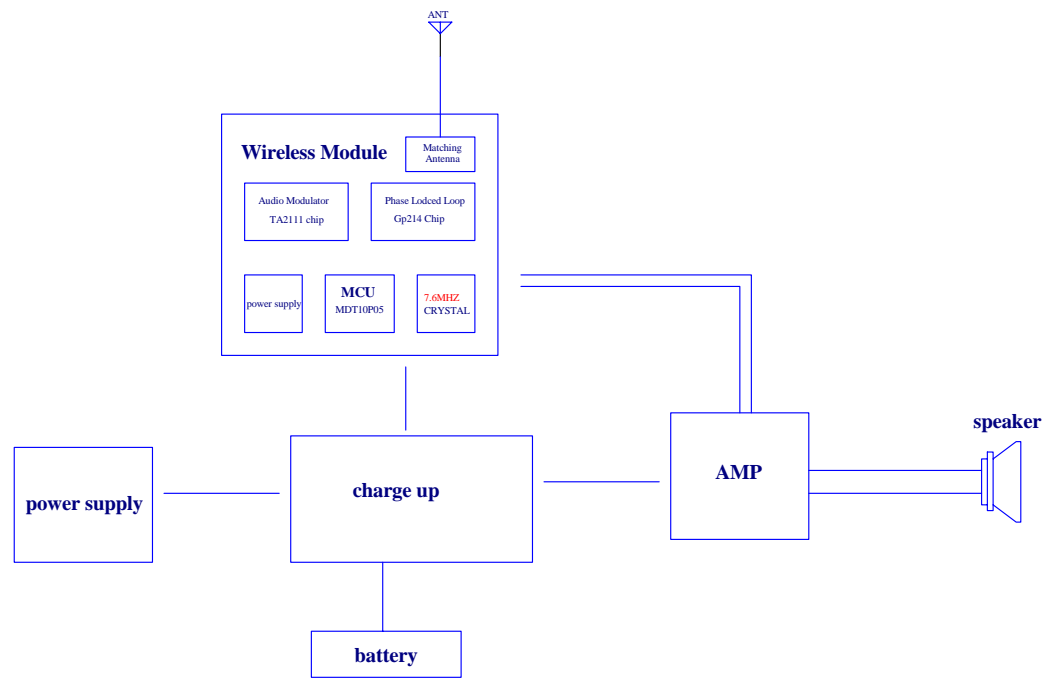 ANT
Wireless Module
Matching
Antenna
Audio Modulator
TA2111 chip
Phase Lodced Loop
Gp214 Chip
power supply
MCU
MDT10P05
7.6MHZ
CRYSTAL
speaker
power supply
charge up
AMP
battery